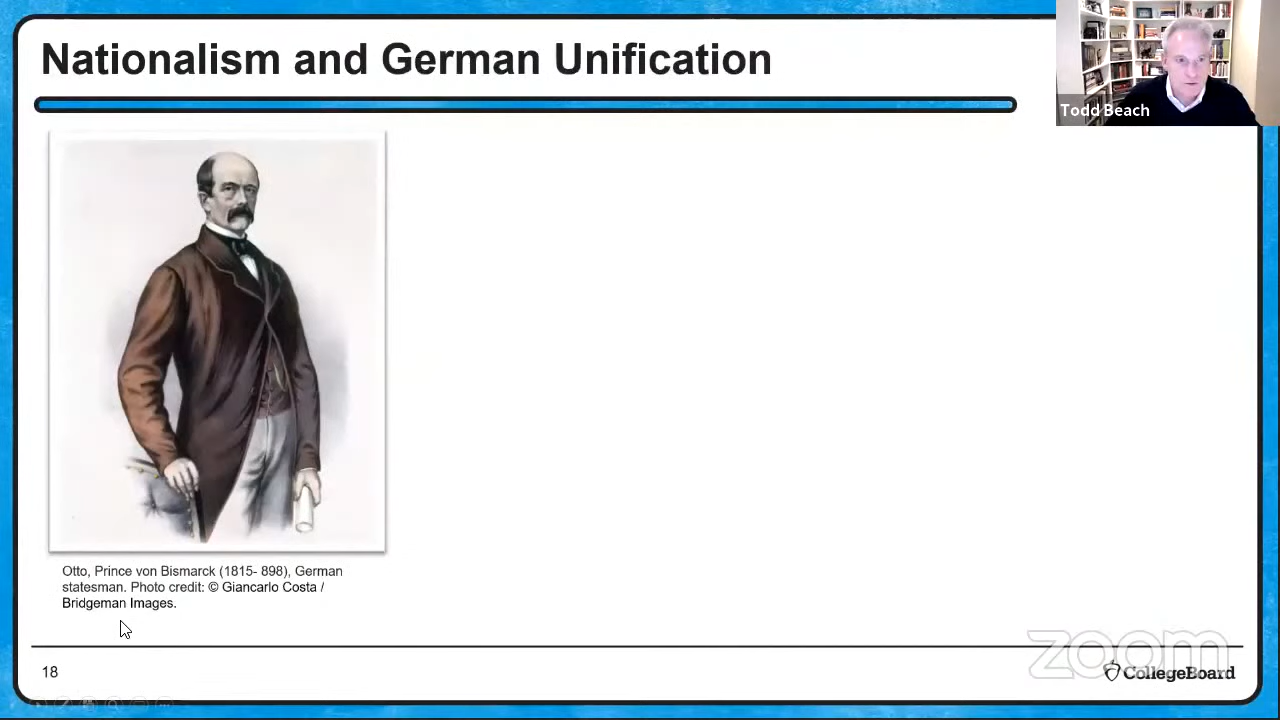 Nationalism and German Unification
Todd Beach
Otto, Prince von Bismarck (1815- 898), German
statesman. Photo credit: © Giancarlo Costa /
Bridgeman Images.
zoom
18
CollegeBoard